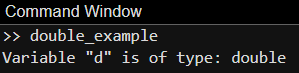 Command Window
>> double_example
Variable "d" is of type: double